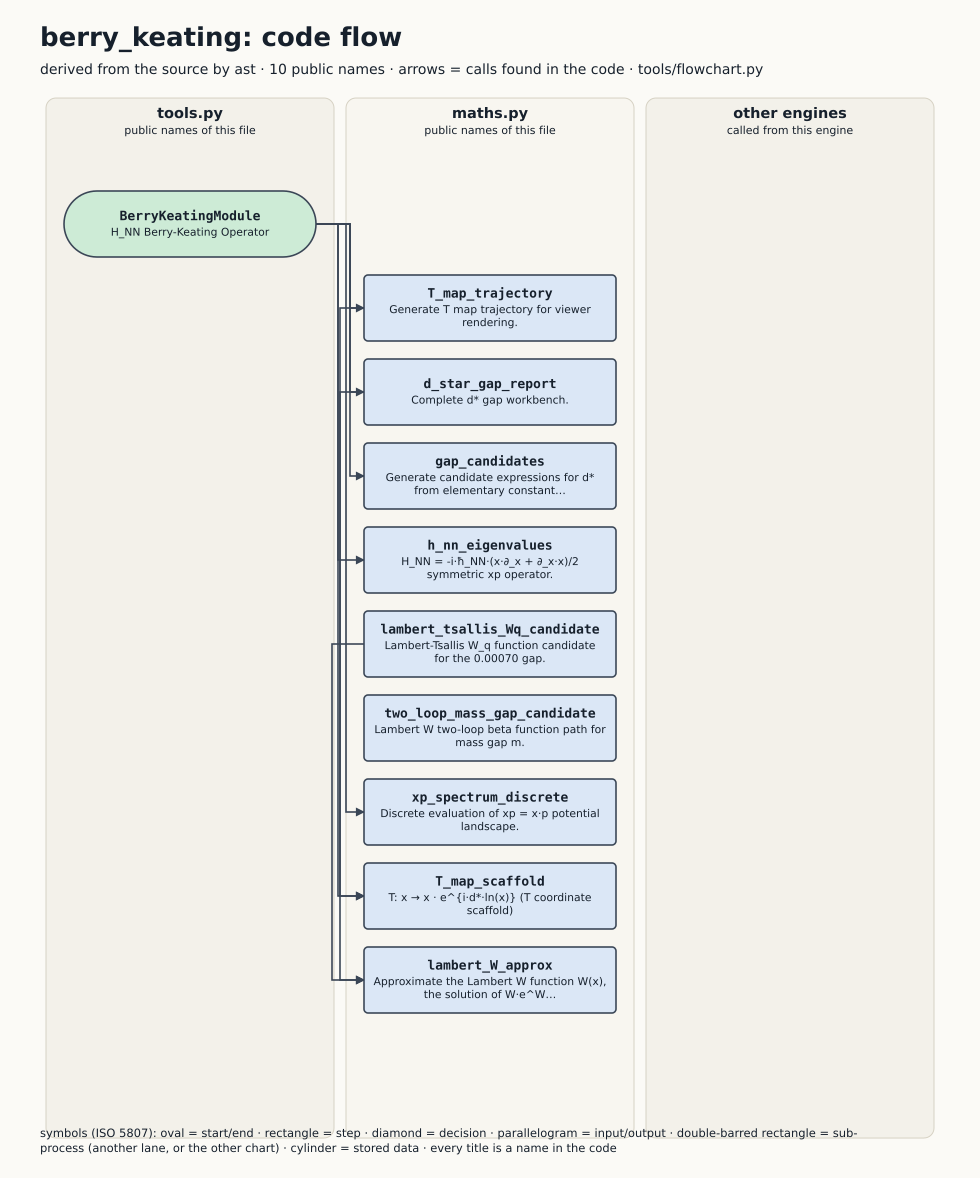 berry_keating: code flow
derived from the source by ast · 10 public names · arrows = calls found in the code · tools/flowchart.py
tools.py
public names of this file
maths.py
public names of this file
other engines
called from this engine
BerryKeatingModule
H_NN Berry-Keating Operator
T_map_trajectory
Generate T map trajectory for viewer
rendering.
d_star_gap_report
Complete d* gap workbench.
gap_candidates
Generate candidate expressions for d*
from elementary constant…
h_nn_eigenvalues
H_NN = -i·ħ_NN·(x·∂_x + ∂_x·x)/2
symmetric xp operator.
lambert_tsallis_Wq_candidate
Lambert-Tsallis W_q function candidate
for the 0.00070 gap.
two_loop_mass_gap_candidate
Lambert W two-loop beta function path for
mass gap m.
xp_spectrum_discrete
Discrete evaluation of xp = x·p potential
landscape.
T_map_scaffold
T: x → x · e^{i·d*·ln(x)} (T coordinate
scaffold)
lambert_W_approx
Approximate the Lambert W function W(x),
the solution of W·e^W…
symbols (ISO 5807): oval = start/end · rectangle = step · diamond = decision · parallelogram = input/output · double-barred rectangle = sub-
process (another lane, or the other chart) · cylinder = stored data · every title is a name in the code